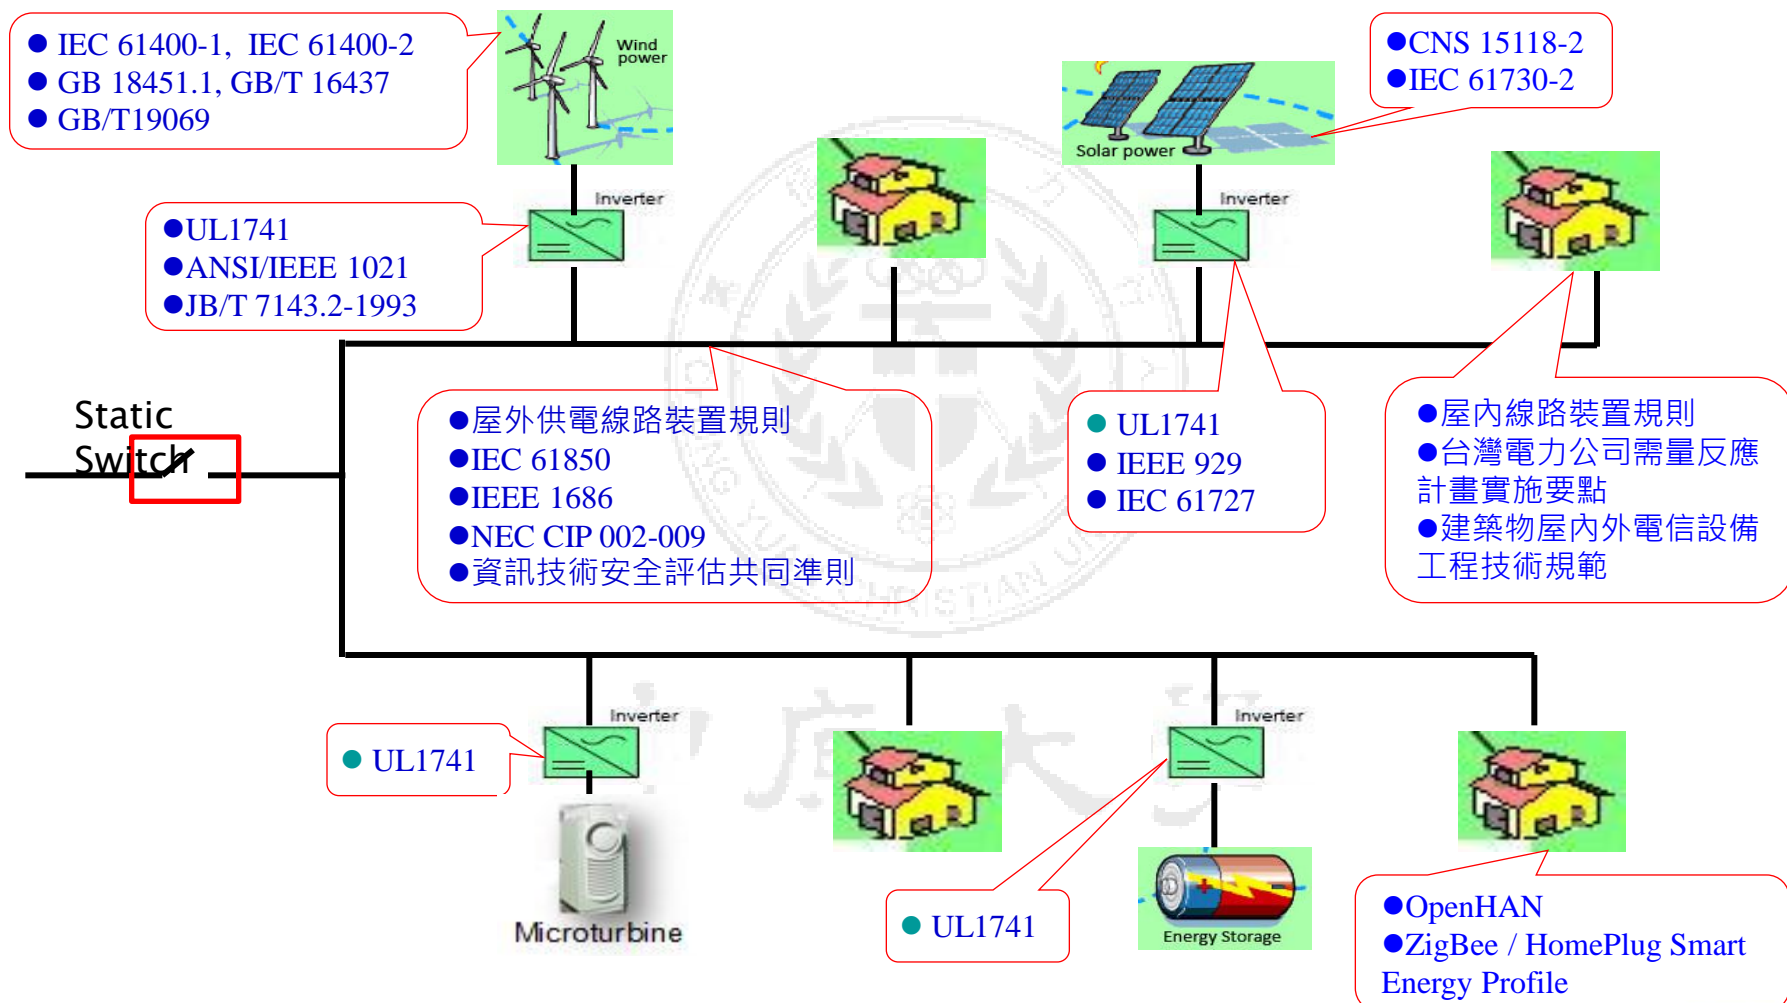 ● IEC 61400-1, IEC 61400-2
● GB 18451.1, GB/T 16437
● GB/T19069
Wind
power
●CNS 15118-2
●IEC 61730-2
Solar power
Inverter
Inverter
●UL1741
●ANSI/IEEE 1021
●JB/T 7143.2-1993
Static
Switch
●屋外供電線路裝置規則
●IEC 61850
●IEEE 1686
●NEC CIP 002-009
●資訊技術安全評估共同準則
● UL1741
● IEEE 929
● IEC 61727
●屋內線路裝置規則
●台灣電力公司需量反應
計畫實施要點
●建築物屋內外電信設備
工程技術規範
Inverter
Inverter
● UL1741
Microturbine
● UL1741
Energy Storage
●OpenHAN
●ZigBee / HomePlug Smart
Energy Profile